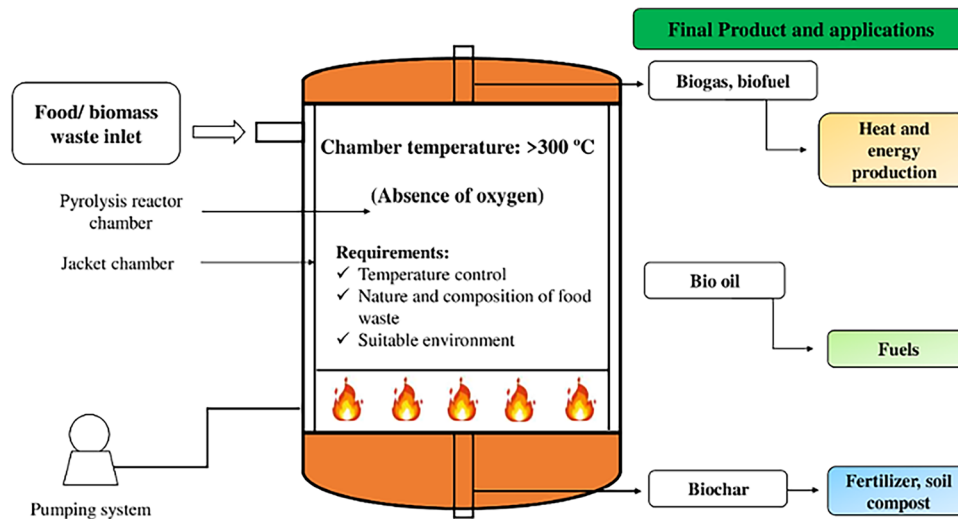 Final Product and applications
Food/ biomass
waste inlet
Biogas, biofuel
Heat and
energy
production
Chamber temperature: >300 ºC
(Absence of oxygen)
Pyrolysis reactor
chamber
Jacket chamber
Requirements:
✓ Temperature control
✓ Nature and composition of food
waste
✓ Suitable environment
Bio oil
Fuels
Pumping system
Biochar
Fertilizer, soil
compost